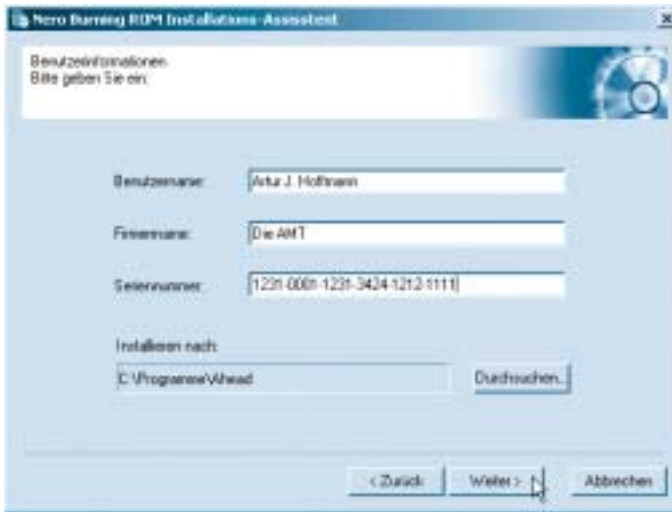 Nero Burning ROM Installations-Assistent
Benutzerinformationen
Bitte geben Sie ein:
Benutzername: Artur J. Hoffmann
Firmenname: Die AMT
Seriennummer: 1231-0001-1231-3424-1212-1111
Installieren nach:
C:\Programme\Ahead
Durchsuchen..
< Zurück
Weiter >
Abbrechen